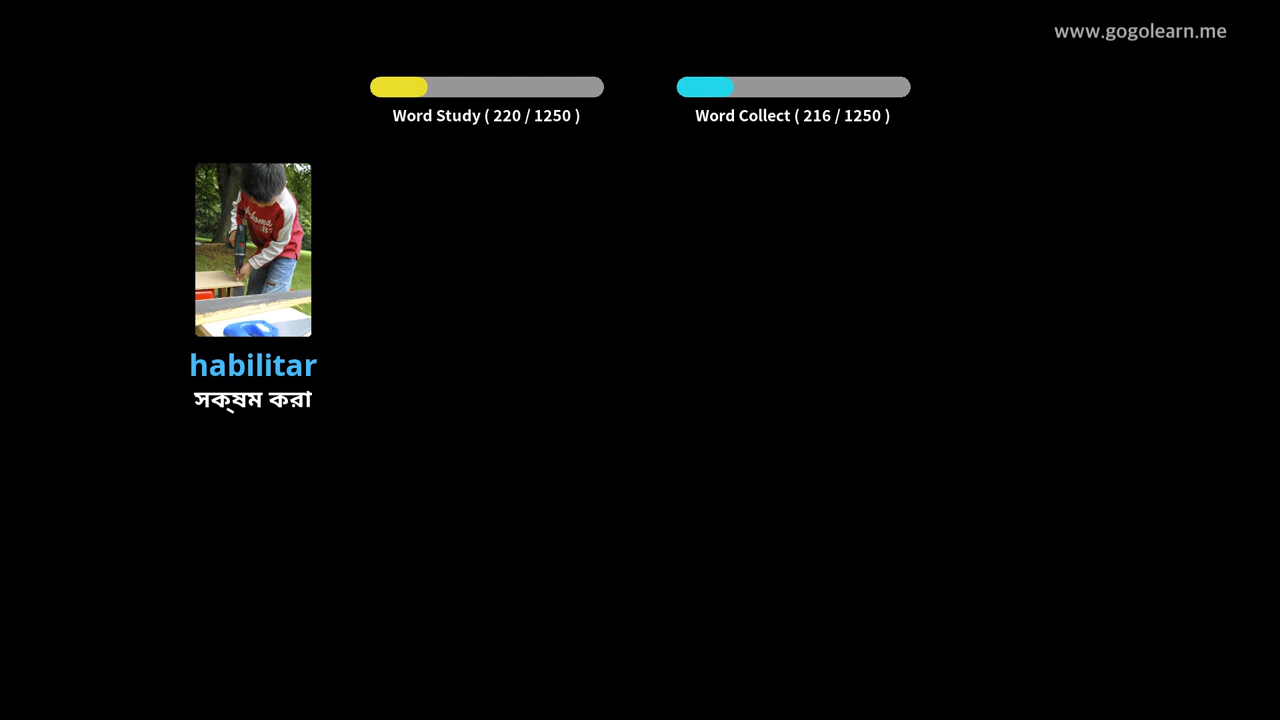 www.gogolearn.me
Word Study ( 220 / 1250 )
Word Collect ( 216 / 1250 )
habilitar
সক্ষম করা